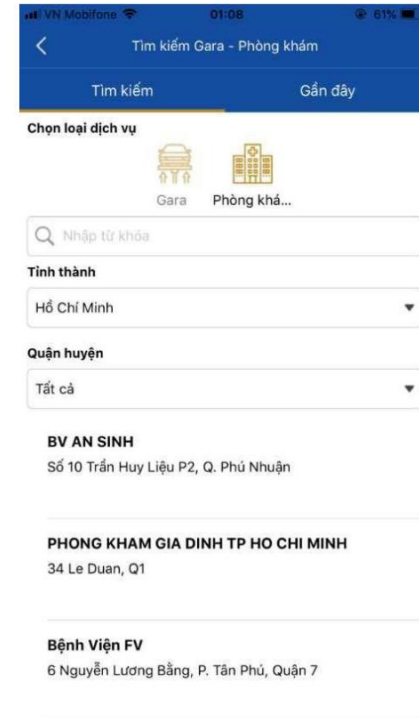 VN Mobifone 01:08 61%
Tìm kiếm Gara - Phòng khám
Tìm kiếm Gần đây
Chọn loại dịch vụ
Gara Phòng khá...
Nhập từ khóa
Tỉnh thành
Hồ Chí Minh
Quận huyện
Tất cả
BV AN SINH
Số 10 Trần Huy Liệu P2, Q. Phú Nhuận
PHONG KHAM GIA DINH TP HO CHI MINH
34 Le Duan, Q1
Bệnh Viện FV
6 Nguyễn Lương Bằng, P. Tân Phú, Quận 7